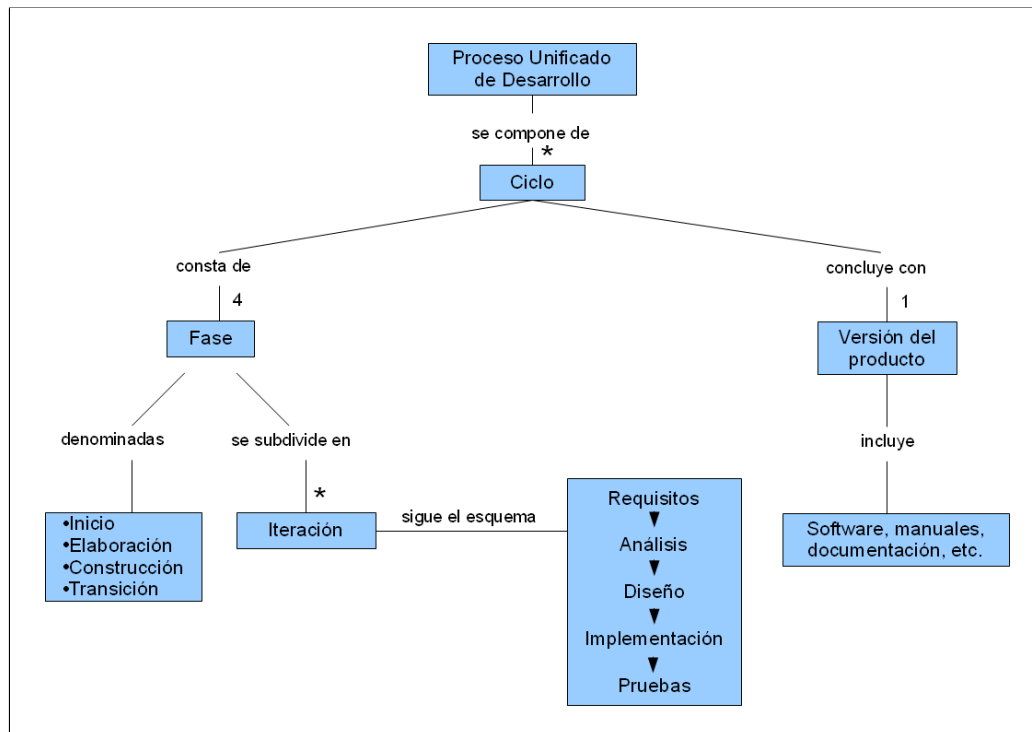 Proceso Unificado
de Desarrollo
se compone de
*
Ciclo
consta de
4
Fase
denominadas
•Inicio
•Elaboración
•Construcción
•Transición
se subdivide en
*
Iteración
sigue el esquema
Requisitos
Análisis
Diseño
Implementación
Pruebas
concluye con
1
Versión del
producto
incluye
Software, manuales,
documentación, etc.